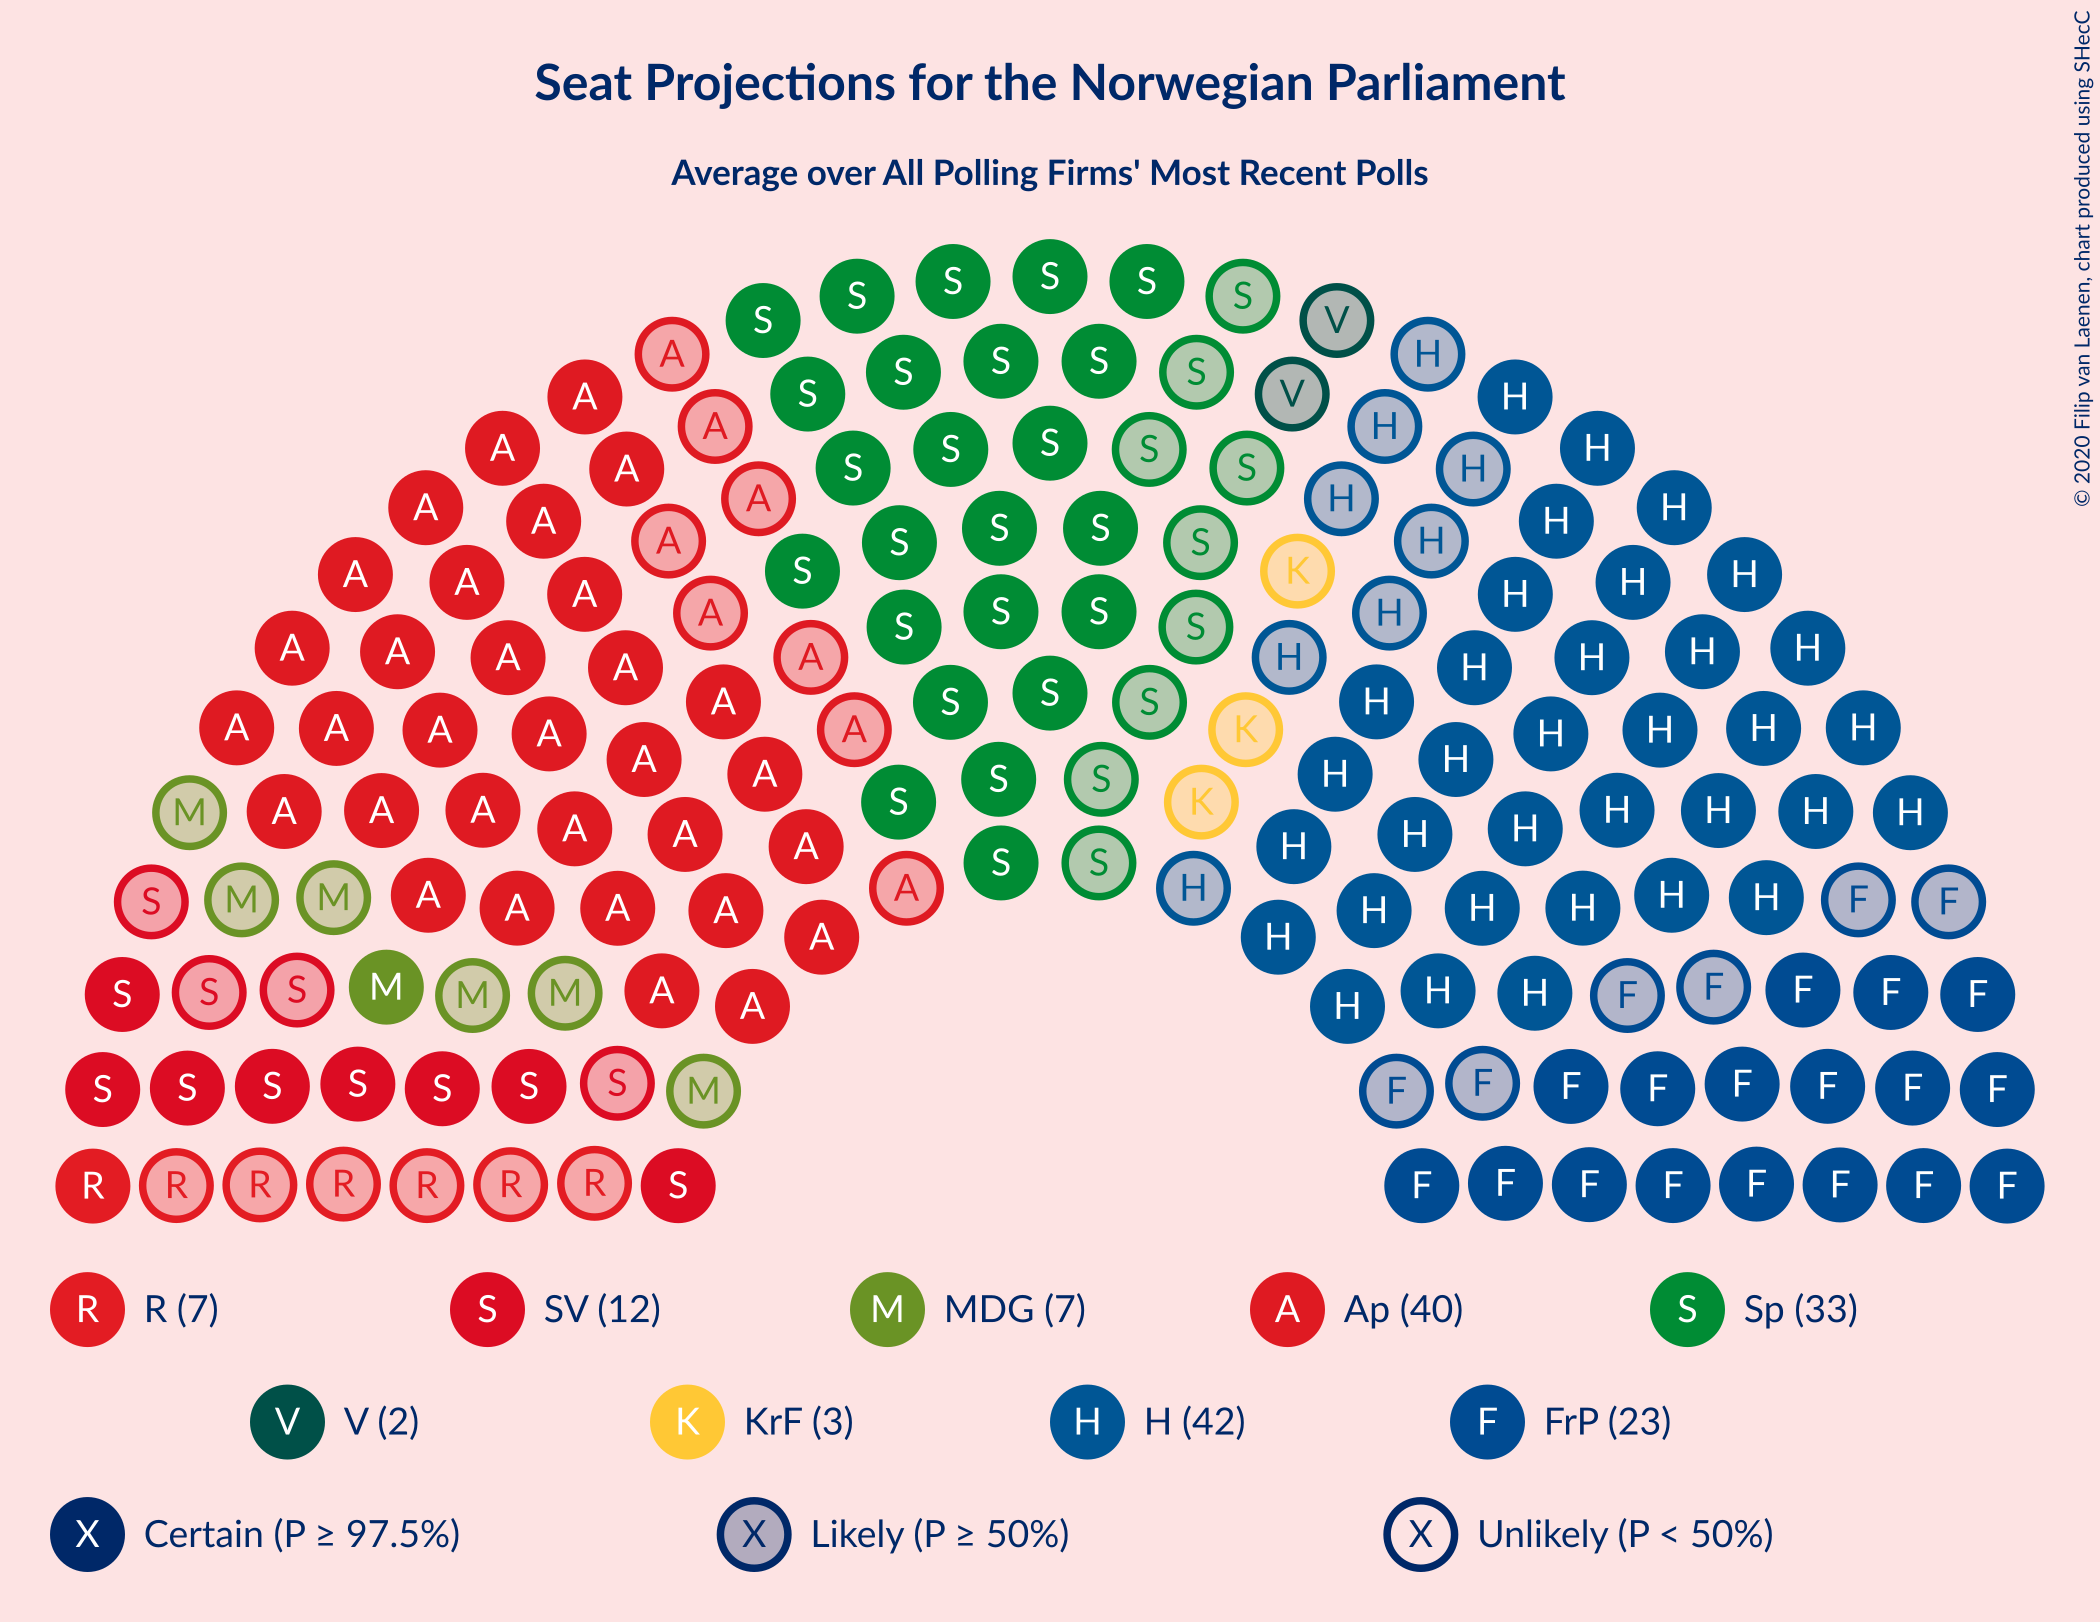 © 2020 Filip van Laenen, chart produced using SHecC
Seat Projections for the Norwegian Parliament
Average over All Polling Firms' Most Recent Polls
S S S S S
S V
A S S S S H
A S V H
A A S S S H H
A S S H
A A A S S H H H
A S S H
A A A S K H H H
A S S S S H
A A A A A H H H H H
A S S S H
A A A A A K H H H H
A A S S H H
M A A A A A A S K H H H H H H H
S M M A A A A A S S H H H H H H F F
A H
S S S M M M A A H H H F F F F F
S S S S S S S M F F F F F F F F
R R R R R R R S F F F F F F F F
R R (7) S SV (12) M MDG (7) A Ap (40) S Sp (33)
V V (2) K KrF (3) H H (42) F FrP (23)
X Certain (P ≥ 97.5%) X Likely (P ≥ 50%) X Unlikely (P < 50%)